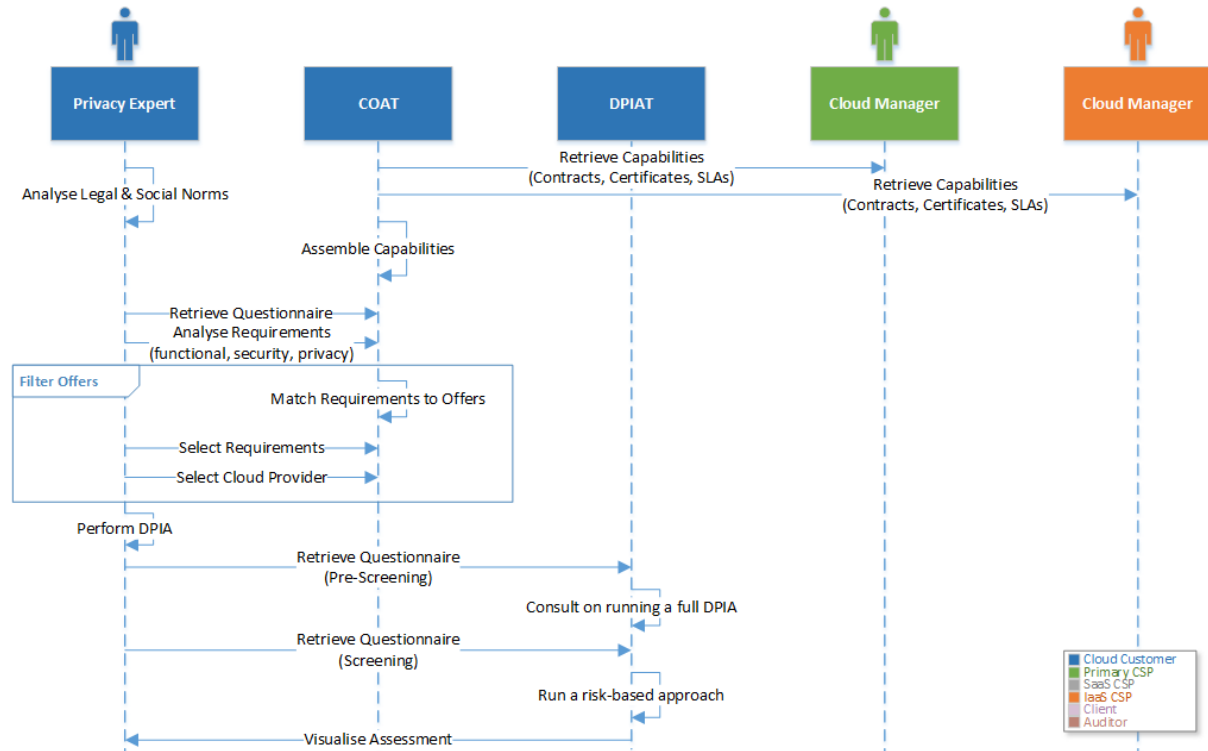 Privacy Expert
COAT
DPIAT
Cloud Manager
Cloud Manager
Retrieve Capabilities
(Contracts, Certificates, SLAs)
Analyse Legal & Social Norms
Retrieve Capabilities
(Contracts, Certificates, SLAs)
Assemble Capabilities
Retrieve Questionnaire
Analyse Requirements
(functional, security, privacy)
Filter Offers
Match Requirements to Offers
Select Requirements
Select Cloud Provider
Perform DPIA
Retrieve Questionnaire
(Pre-Screening)
Consult on running a full DPIA
Retrieve Questionnaire
(Screening)
Run a risk-based approach
Visualise Assessment
Cloud Customer
Primary CSP
SaaS CSP
IaaS CSP
Client
Auditor